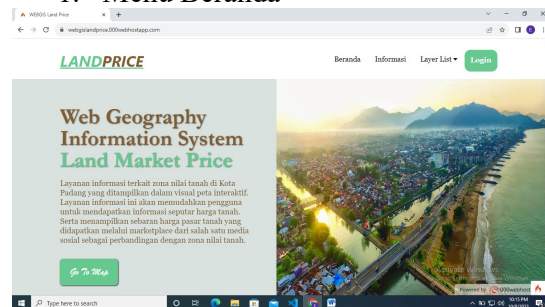 1. Menu Beranda
WEBGIS Land Price
webgislandprice.000webhostapp.com
LANDPRICE
Beranda Informasi Layer List Login
Web Geography
Information System
Land Market Price
Layanan informasi terkait zona nilai tanah di Kota
Padang yang ditampilkan dalam visual peta interaktif.
Layanan informasi ini akan memudahkan pengguna
untuk mendapatkan informasi seputar harga tanah.
Serta menampilkan sebaran harga pasar tanah yang
didapatkan melalui marketplace dari salah satu media
sosial sebagai perbandingan dengan zona nilai tanah.
Go To Map
Activate Windows
Powered by 000webhost
Type here to search
10:15 PM